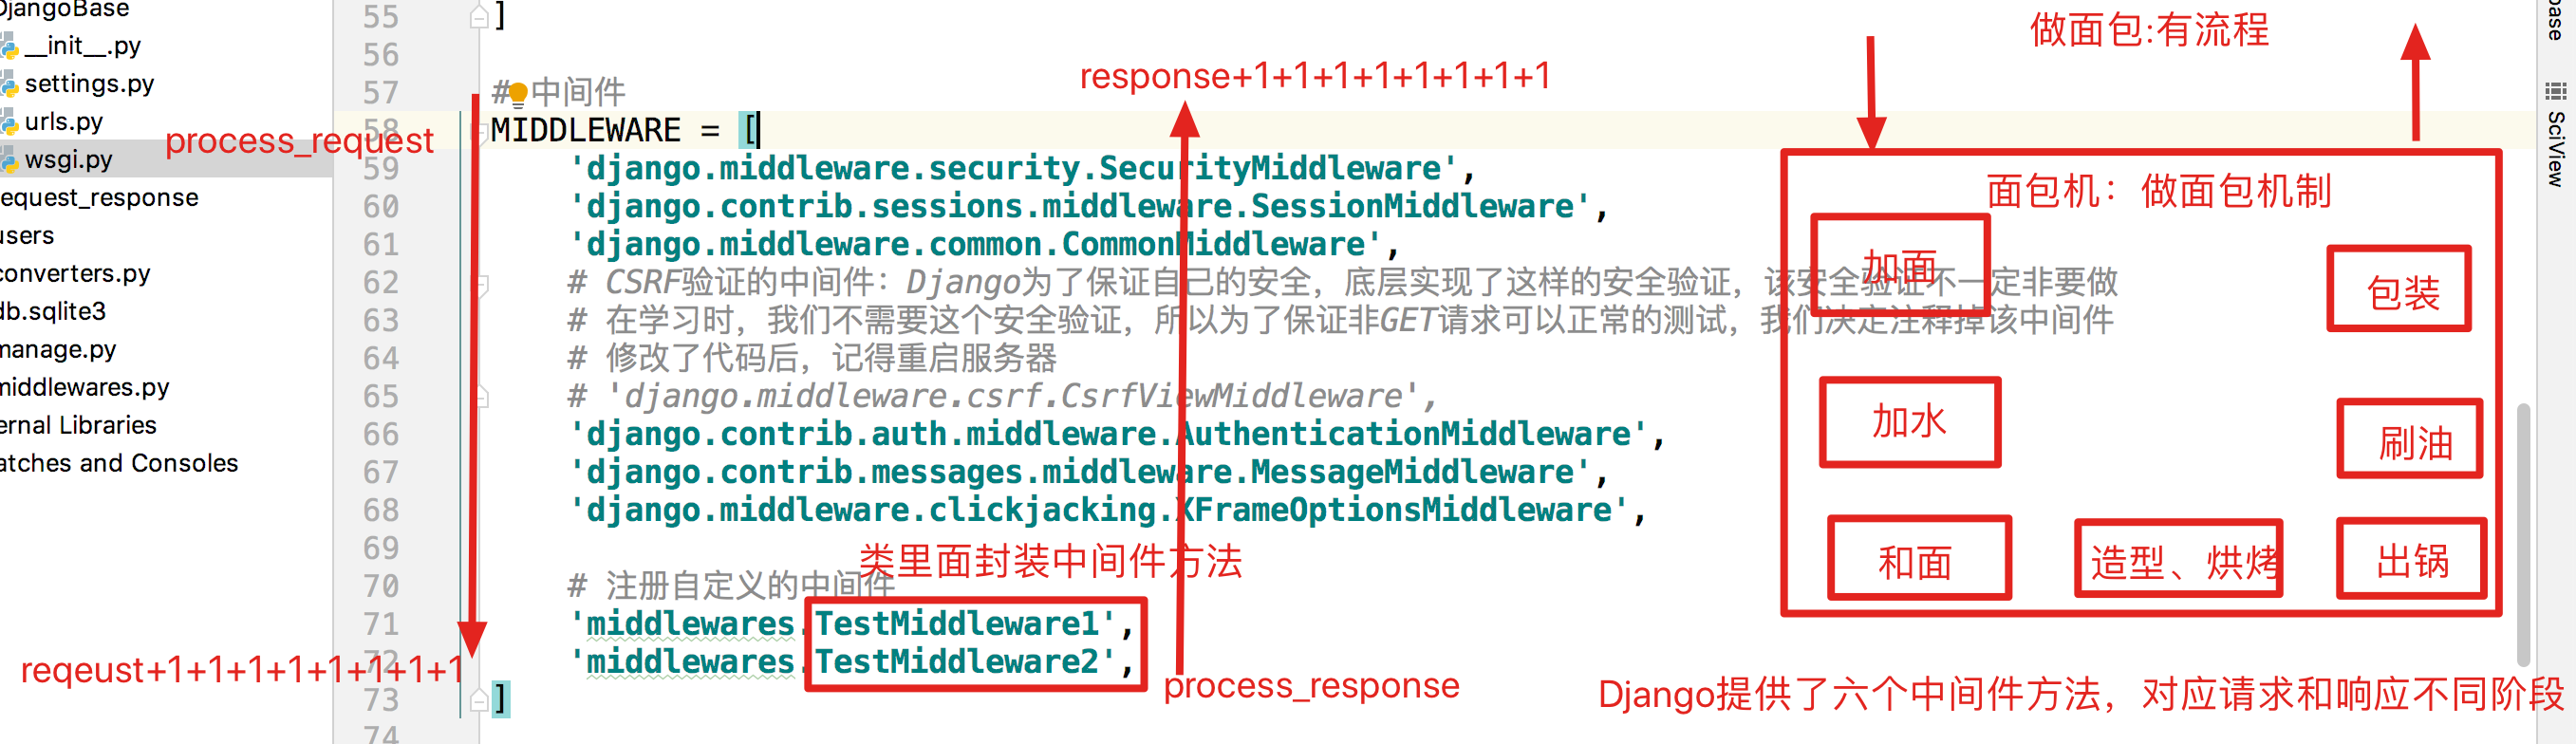 DjangoBase
__init__.py
settings.py
urls.py
wsgi.py
equest_response
users
converters.py
db.sqlite3
manage.py
middlewares.py
ernal Libraries
atches and Consoles
process_request
reqeust+1+1+1+1+1+1+1+1
55 ]
56
57 # 中间件
58 MIDDLEWARE = [
59 'django.middleware.security.SecurityMiddleware',
60 'django.contrib.sessions.middleware.SessionMiddleware',
61 'django.middleware.common.CommonMiddleware',
62 # CSRF验证的中间件：Django为了保证自己的安全，底层实现了这样的安全验证，该安全验证不一定非要做
63 # 在学习时，我们不需要这个安全验证，所以为了保证非GET请求可以正常的测试，我们决定注释掉该中间件
64 # 修改了代码后，记得重启服务器
65 # 'django.middleware.csrf.CsrfViewMiddleware',
66 'django.contrib.auth.middleware.AuthenticationMiddleware',
67 'django.contrib.messages.middleware.MessageMiddleware',
68 'django.middleware.clickjacking.XFrameOptionsMiddleware',
69
70 # 注册自定义的中间件
71 'middlewares.TestMiddleware1',
72 'middlewares.TestMiddleware2',
73 ]
74
response+1+1+1+1+1+1+1+1
类里面封装中间件方法
process_response
做面包:有流程
面包机：做面包机制
加面
加水
和面
造型、烘烤
出锅
刷油
包装
Django提供了六个中间件方法，对应请求和响应不同阶段
base
SciView